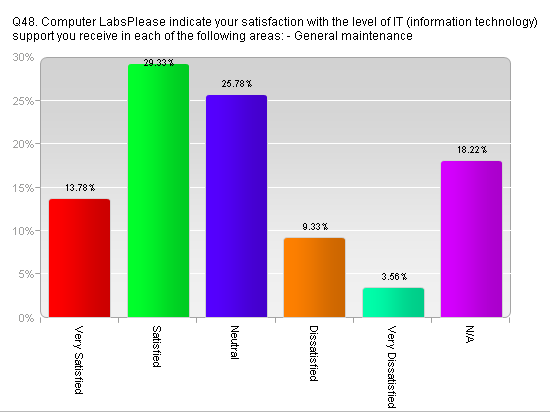 Q48. Computer LabsPlease indicate your satisfaction with the level of IT (information technology)
support you receive in each of the following areas: - General maintenance
30%
25%
20%
15%
10%
5%
0%
13.78%
29.33%
25.78%
9.33%
3.56%
18.22%
Very Satisfied
Satisfied
Neutral
Dissatisfied
Very Dissatisfied
N/A